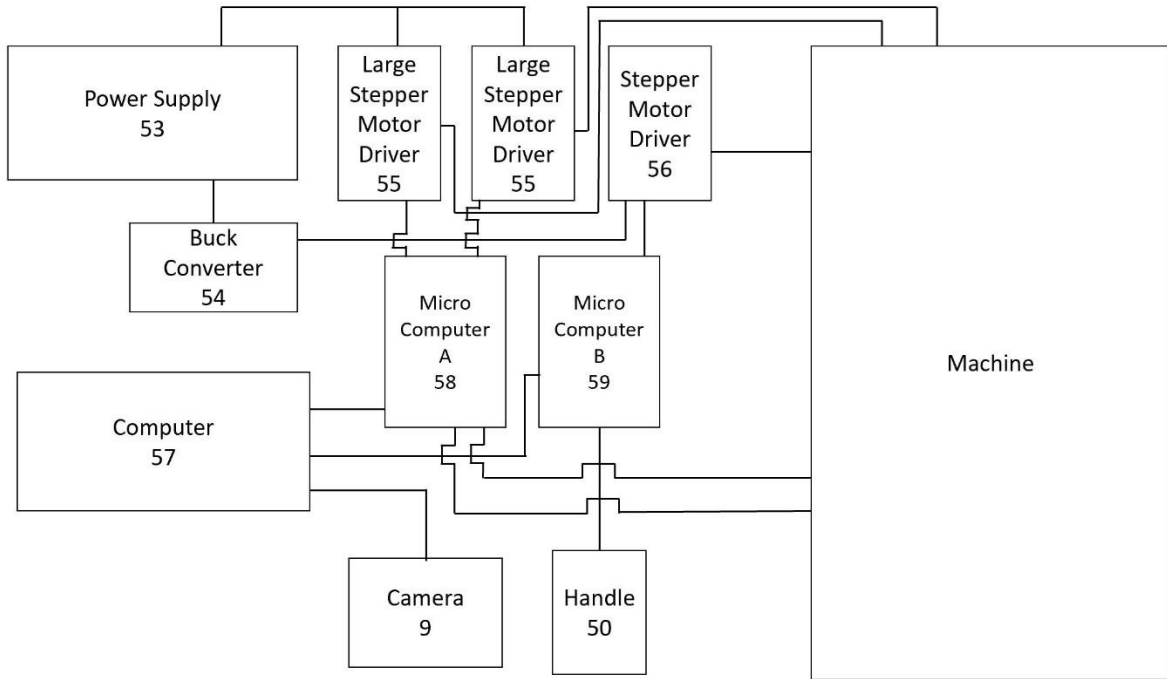 Power Supply
53
Large
Stepper
Motor
Driver
55
Large
Stepper
Motor
Driver
55
Stepper
Motor
Driver
56
Buck
Converter
54
Micro
Computer
A
58
Micro
Computer
B
59
Machine
Computer
57
Camera
9
Handle
50